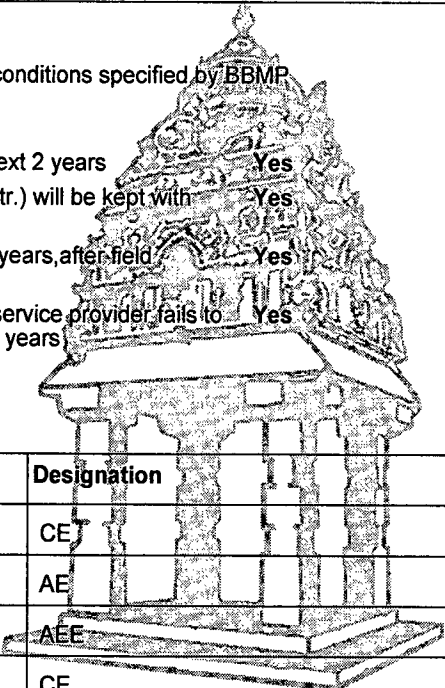 conditions specified by BBMP
ext 2 years Yes
tr.) will be kept with Yes
years,after field Yes
service provider fails to Yes
years
Designation
CE
AE
AEE
CE